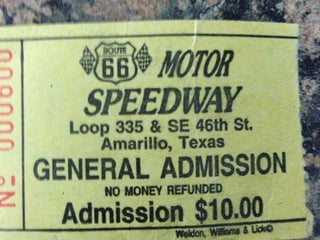 ROUTE
66
MOTOR
SPEEDWAY
Loop 335 & SE 46th St.
Amarillo, Texas
GENERAL ADMISSION
NO MONEY REFUNDED
Admission $10.00
Weldon, Williams & Lick©
Nº 000600